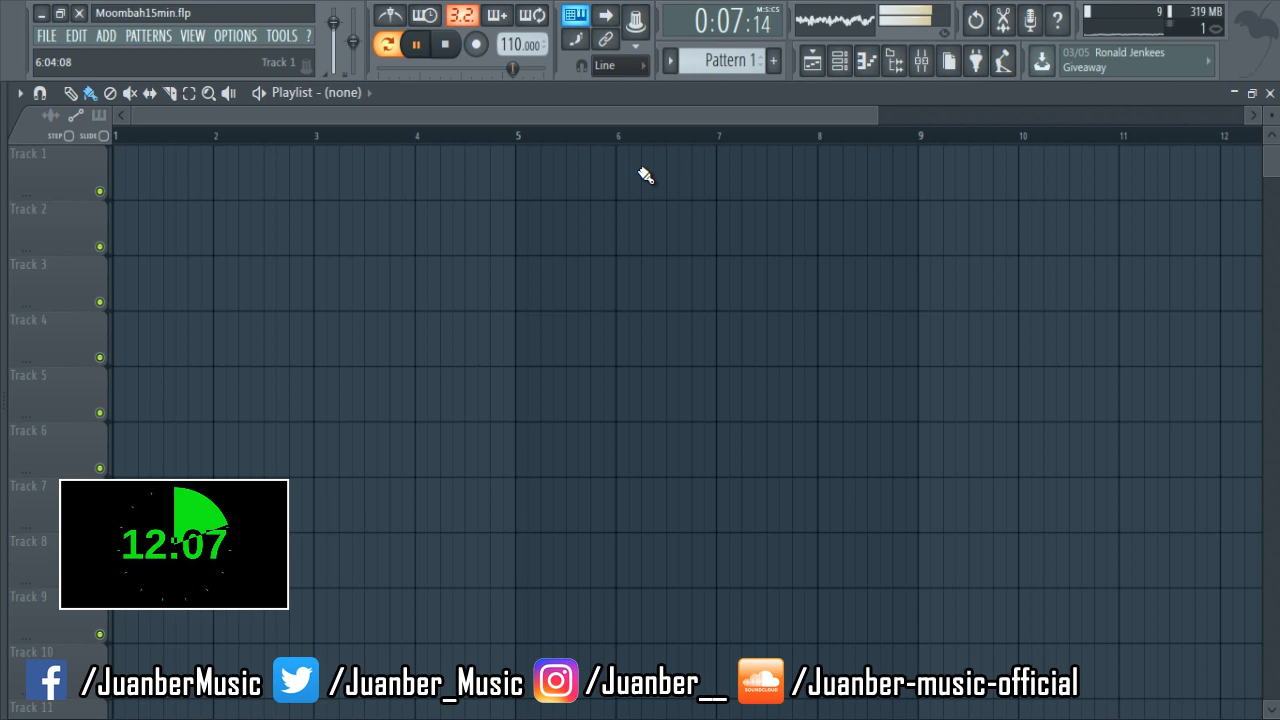 Moombah15min.flp
FILE EDIT ADD PATTERNS VIEW OPTIONS TOOLS ?
6:04:08 Track 1
3.2.
110.000
Line
0:07:14 M:S:CS
Pattern 1
9 319 MB
1
03/05 Ronald Jenkees
Giveaway
Playlist - (none)
STEP SLIDE
1 2 3 4 5 6 7 8 9 10 11 12
Track 1
Track 2
Track 3
Track 4
Track 5
Track 6
Track 7
Track 8
Track 9
Track 10
Track 11
12:07
/JuanberMusic /Juanber_Music /Juanber__ SOUNDCLOUD /Juanber-music-official